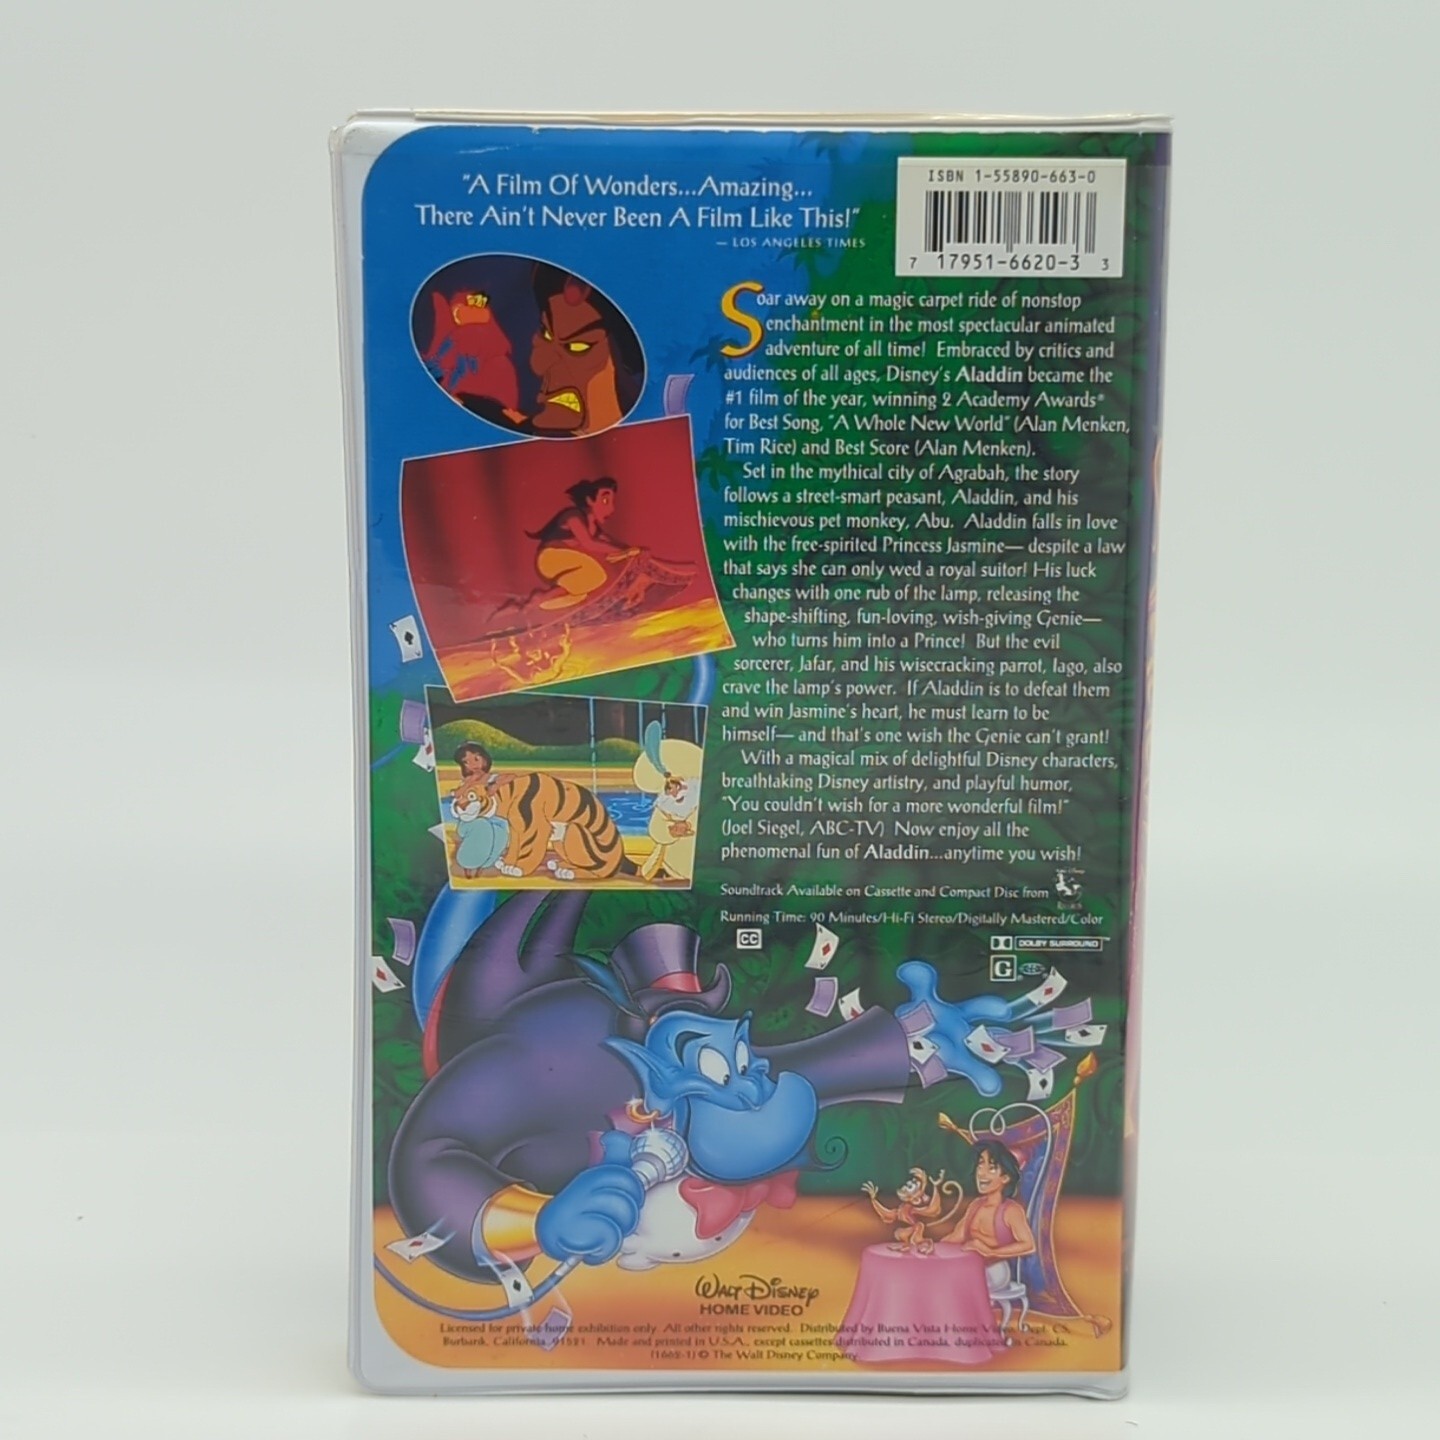 "A Film Of Wonders...Amazing...
There Ain't Never Been A Film Like This!"
— LOS ANGELES TIMES
ISBN 1-55890-663-0
7 17951-6620-3 3
Soar away on a magic carpet ride of nonstop
enchantment in the most spectacular animated
adventure of all time! Embraced by critics and
audiences of all ages, Disney's Aladdin became the
#1 film of the year, winning 2 Academy Awards®
for Best Song, "A Whole New World" (Alan Menken,
Tim Rice) and Best Score (Alan Menken).
Set in the mythical city of Agrabah, the story
follows a street-smart peasant, Aladdin, and his
mischievous pet monkey, Abu. Aladdin falls in love
with the free-spirited Princess Jasmine— despite a law
that says she can only wed a royal suitor! His luck
changes with one rub of the lamp, releasing the
shape-shifting, fun-loving, wish-giving Genie—
who turns him into a Prince! But the evil
sorcerer, Jafar, and his wisecracking parrot, Iago, also
crave the lamp's power. If Aladdin is to defeat them
and win Jasmine's heart, he must learn to be
himself— and that's one wish the Genie can't grant!
With a magical mix of delightful Disney characters,
breathtaking Disney artistry, and playful humor,
"You couldn't wish for a more wonderful film!"
(Joel Siegel, ABC-TV) Now enjoy all the
phenomenal fun of Aladdin...anytime you wish!
Soundtrack Available on Cassette and Compact Disc from
Running Time: 90 Minutes/Hi-Fi Stereo/Digitally Mastered/Color
CC
DOLBY SURROUND
G
WALT DISNEY
HOME VIDEO
Licensed for private home exhibition only. All other rights reserved. Distributed by Buena Vista Home Video, Dept. CS,
Burbank, California 91521. Made and printed in U.S.A., except cassettes distributed in Canada, duplicated in Canada.
(1662-1) © The Walt Disney Company